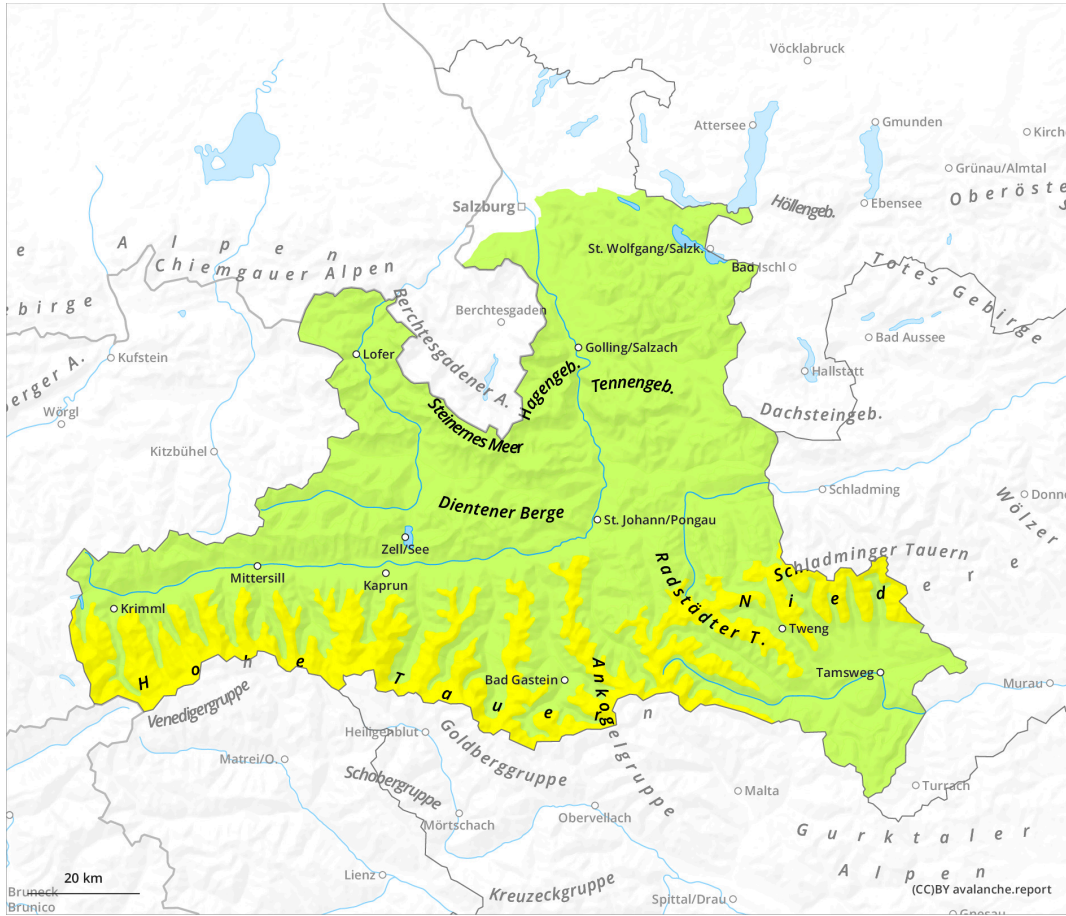 Vöcklabruck
Attersee
Gmunden
Kirch
Grünau/Almtal
Oberöste
Salzburg
Höllengeb.
Ebensee
Alpen
Chiemgauer Alpen
St. Wolfgang/Salzk.
Bad Ischl
Totes Gebirge
ebirge
Berchtesgaden
Berchtesgadener A.
Bad Aussee
Kufstein
Lofer
Golling/Salzach
Hallstatt
berger A.
Hagengeb.
Tennengeb.
Wörgl
Steinernes Meer
Dachsteingeb.
Kitzbühel
Schladming
Donne
Wölzer
Dientener Berge
St. Johann/Pongau
Zell/See
Schladminger Tauern
Mittersill
Kaprun
Radstädter T.
Nied
ere
Krimml
Tweng
Hohe Tauern
Bad Gastein
Ankogelgruppe
Tamsweg
Murau
Venedigergruppe
Heiligenblut
Goldberggruppe
Matrei/O.
Schobergruppe
Malta
Turrach
Mörtschach
Obervellach
Gurktaler
Alpen
20 km
Lienz
Kreuzeckgruppe
Spittal/Drau
Bruneck
Brunico
(CC)BY avalanche.report
Gnesau